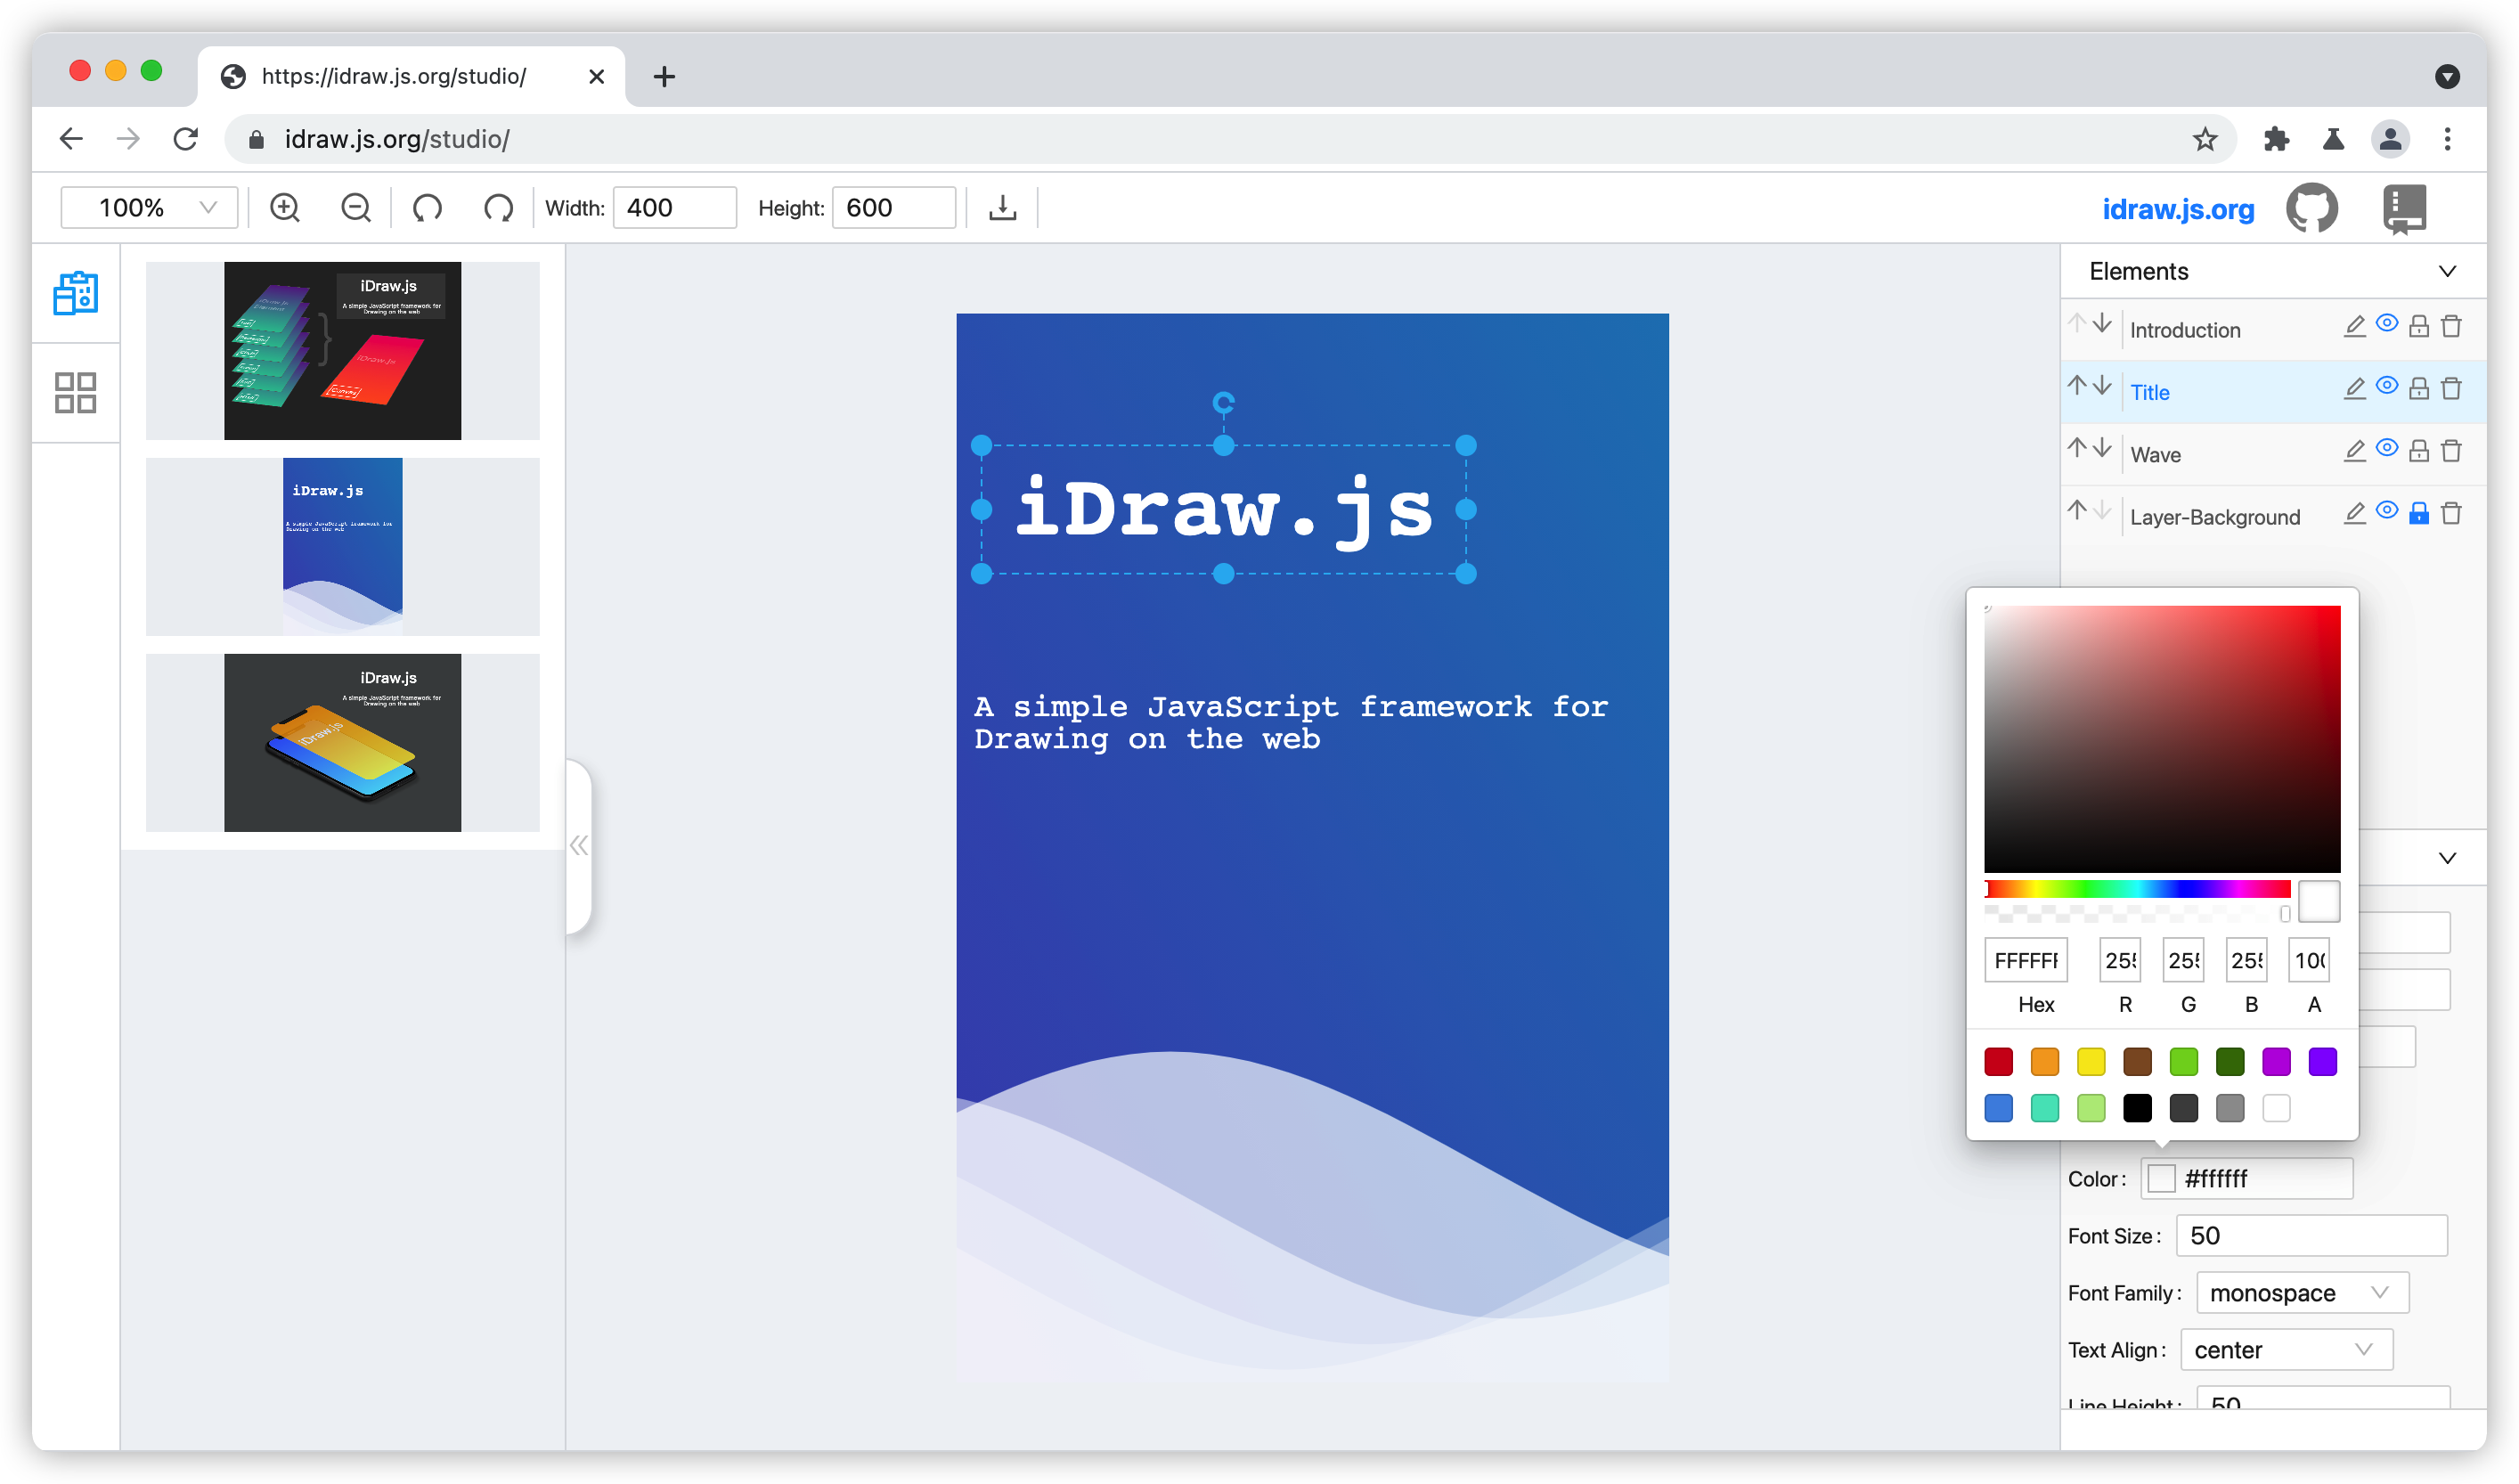 https://idraw.js.org/studio/
idraw.js.org/studio/
100%
Width: 400
Height: 600
idraw.js.org
iDraw.js
A simple JavaScript framework for
Drawing on the web
iDraw.js
iDraw.js
A simple JavaScript framework for
Drawing on the web
iDraw.js
A simple JavaScript framework for
Drawing on the web
iDraw.js
iDraw.js
A simple JavaScript framework for
Drawing on the web
Elements
Introduction
Title
Wave
Layer-Background
FFFFFF
255
255
255
100
Hex R G B A
Color: #ffffff
Font Size: 50
Font Family: monospace
Text Align: center
Line Height: 50